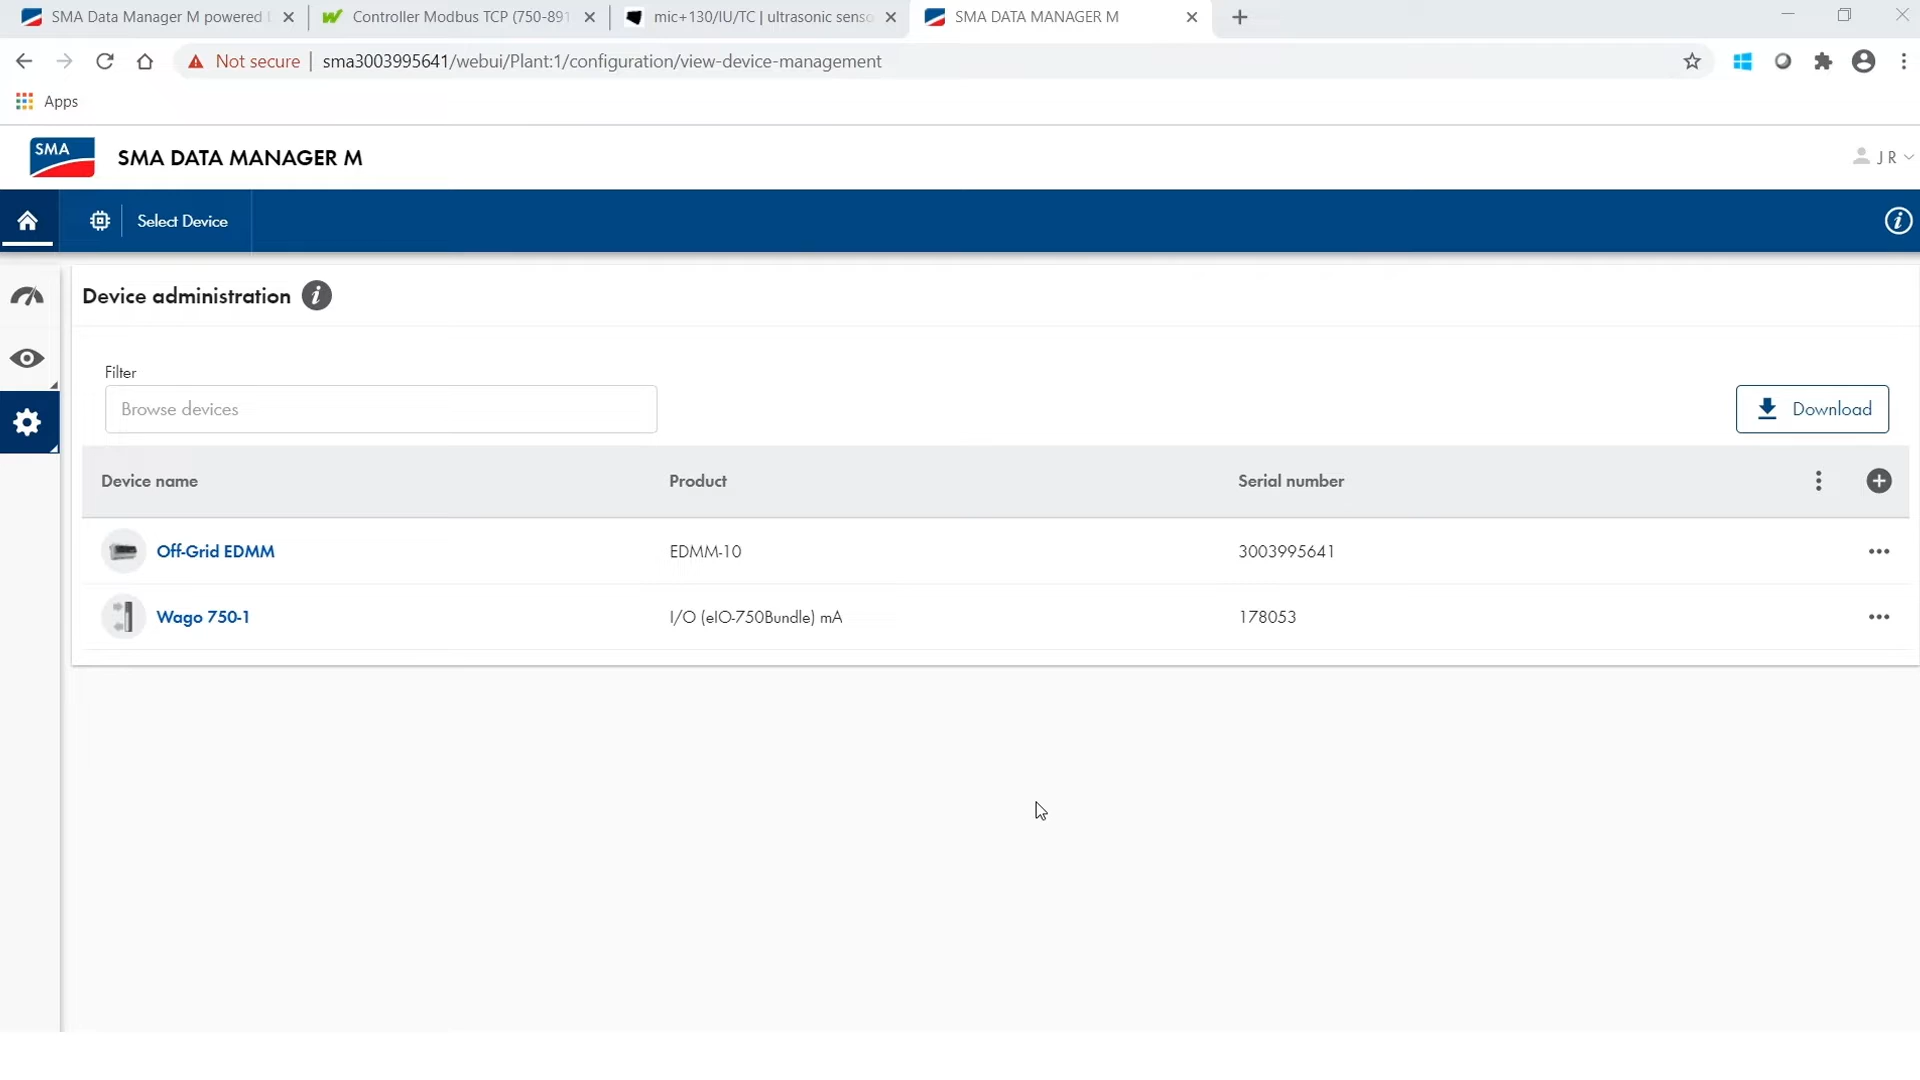 SMA Data Manager M powered
Controller Modbus TCP (750-891
mic+130/IU/TC | ultrasonic senso
SMA DATA MANAGER M
Not secure | sma3003995641/webui/Plant:1/configuration/view-device-management
Apps
SMA
SMA DATA MANAGER M
J R
Select Device
Device administration
Filter
Browse devices
Download
Device name Product Serial number
Off-Grid EDMM EDMM-10 3003995641
Wago 750-1 I/O (eIO-750Bundle) mA 178053